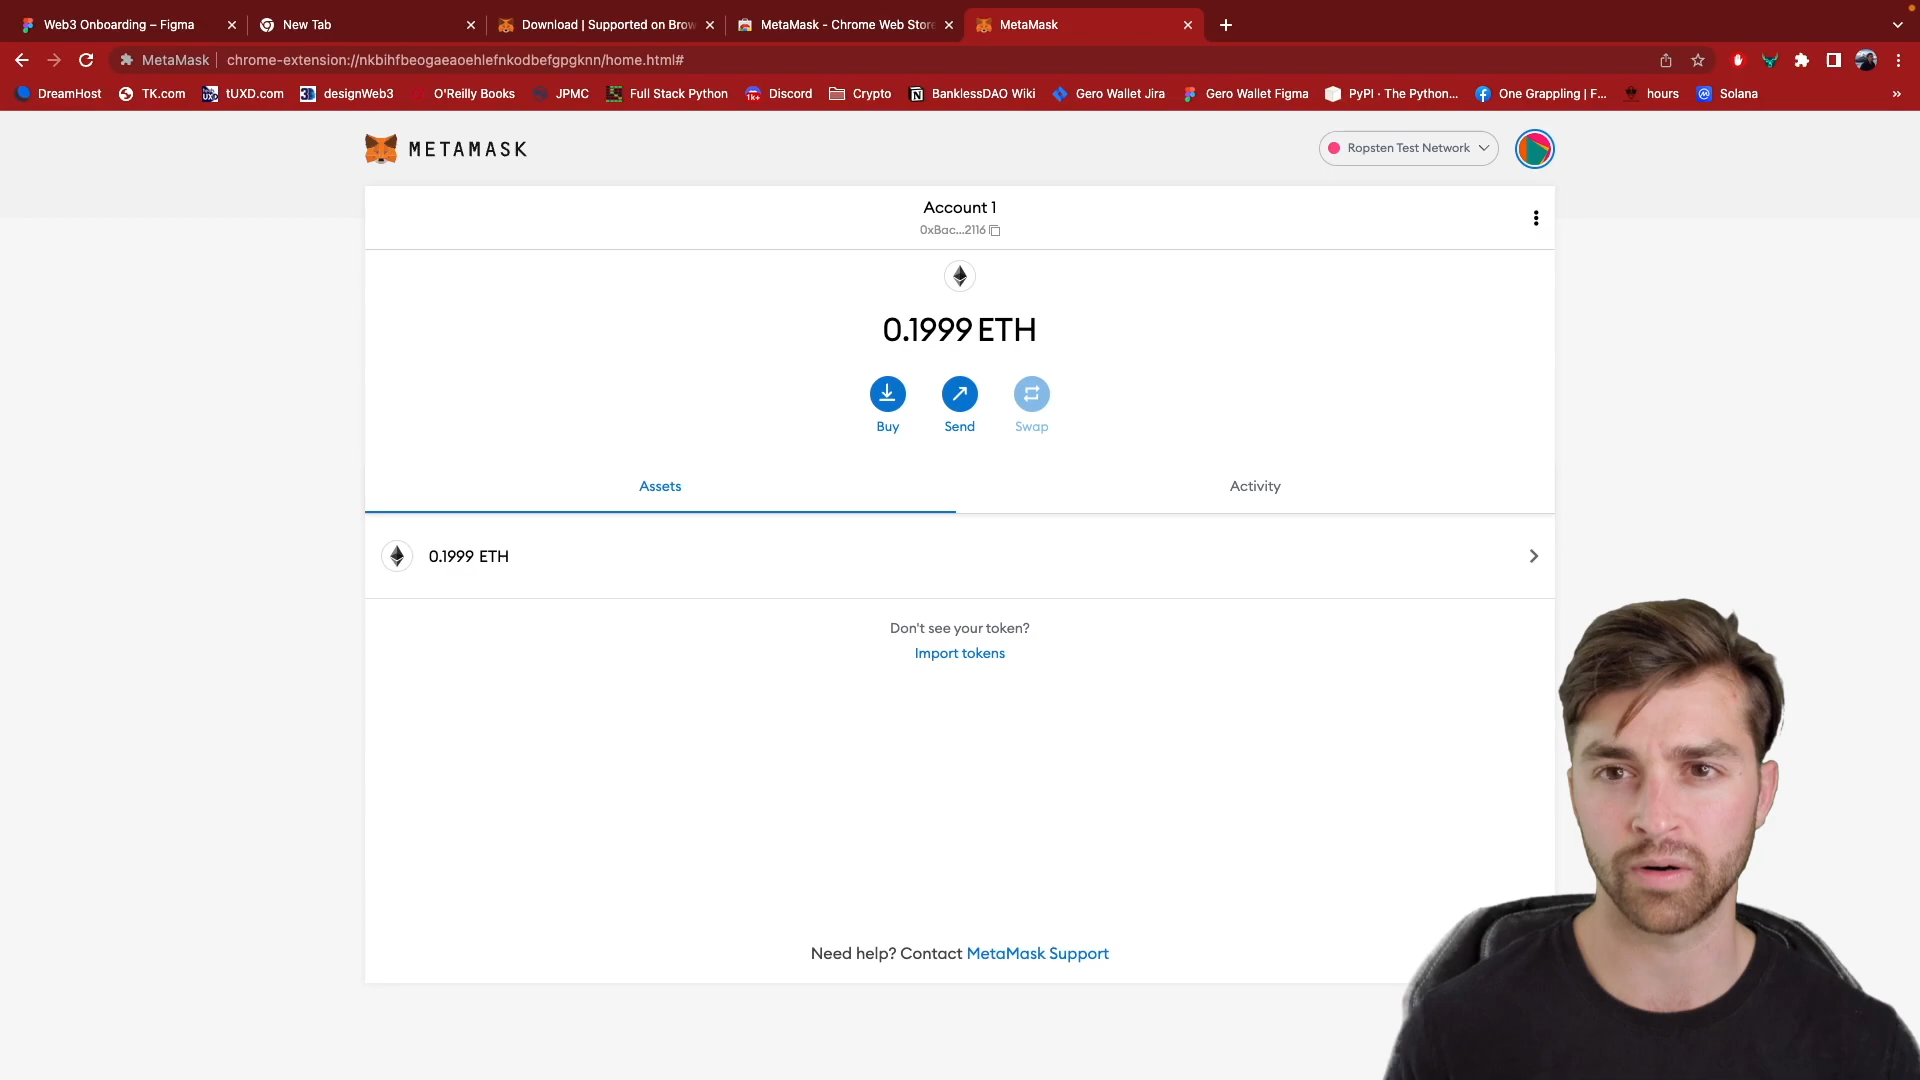 Web3 Onboarding – Figma
New Tab
Download | Supported on Brow
MetaMask - Chrome Web Store
MetaMask
MetaMask
chrome-extension://nkbihfbeogaeaoehlefnkodbefgpgknn/home.html#
DreamHost
TK.com
tUXD.com
designWeb3
O'Reilly Books
JPMC
Full Stack Python
1K+
Discord
Crypto
BanklessDAO Wiki
Gero Wallet Jira
Gero Wallet Figma
PyPI · The Python...
One Grappling | F...
hours
Solana
METAMASK
Ropsten Test Network
Account 1
0xBac...2116
0.1999 ETH
Buy
Send
Swap
Assets
Activity
0.1999 ETH
Don't see your token?
Import tokens
Need help? Contact MetaMask Support